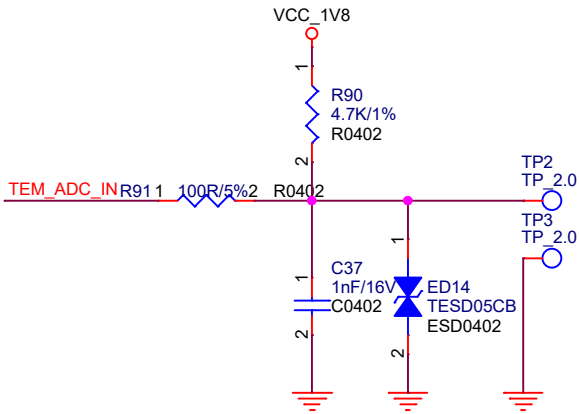 VCC_1V8
1
R90
4.7K/1%
R0402
2
TEM_ADC_IN R91 1 100R/5% 2 R0402
TP2
TP_2.0
TP3
TP_2.0
1
C37
1nF/16V
C0402
2
1
ED14
TESD05CB
ESD0402
2